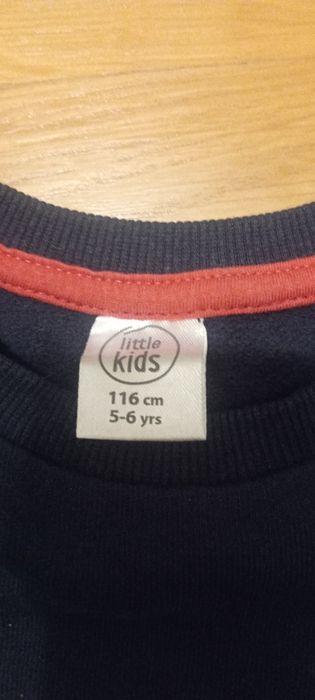 little
kids
116 cm
5-6 yrs